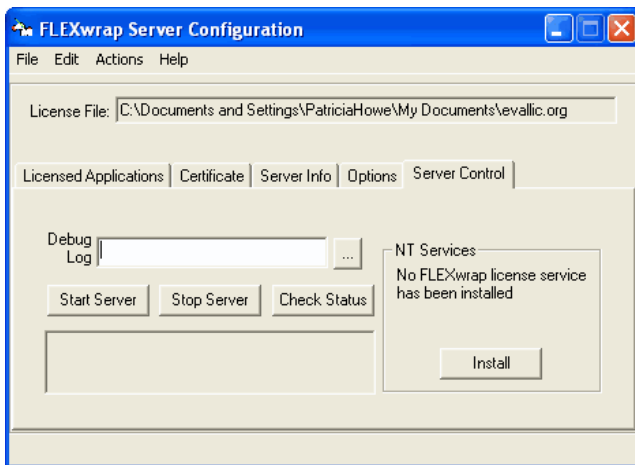 FLEXwrap Server Configuration
File Edit Actions Help
License File: C:\Documents and Settings\PatriciaHowe\My Documents\evallic.org
Licensed Applications Certificate Server Info Options Server Control
Debug
Log
...
Start Server Stop Server Check Status
NT Services
No FLEXwrap license service
has been installed
Install